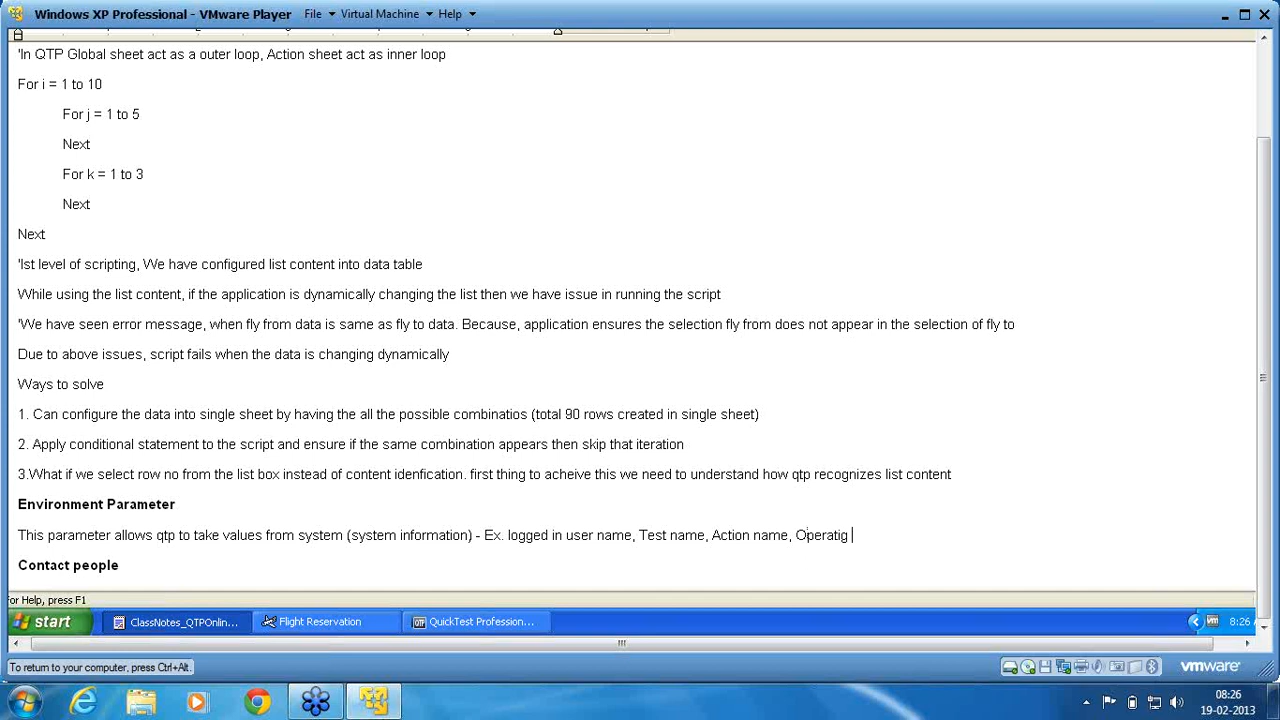 Windows XP Professional - VMware Player File Virtual Machine Help
'In QTP Global sheet act as a outer loop, Action sheet act as inner loop
For i = 1 to 10
For j = 1 to 5
Next
For k = 1 to 3
Next
Next
'Ist level of scripting, We have configured list content into data table
While using the list content, if the application is dynamically changing the list then we have issue in running the script
'We have seen error message, when fly from data is same as fly to data. Because, application ensures the selection fly from does not appear in the selection of fly to
Due to above issues, script fails when the data is changing dynamically
Ways to solve
1. Can configure the data into single sheet by having the all the possible combinatios (total 90 rows created in single sheet)
2. Apply conditional statement to the script and ensure if the same combination appears then skip that iteration
3.What if we select row no from the list box instead of content idenfication. first thing to acheive this we need to understand how qtp recognizes list content
Environment Parameter
This parameter allows qtp to take values from system (system information) - Ex. logged in user name, Test name, Action name, Operatig
Contact people
For Help, press F1
start ClassNotes_QTPOnlin... Flight Reservation QuickTest Profession... 8:26
To return to your computer, press Ctrl+Alt. vmware
08:26
19-02-2013